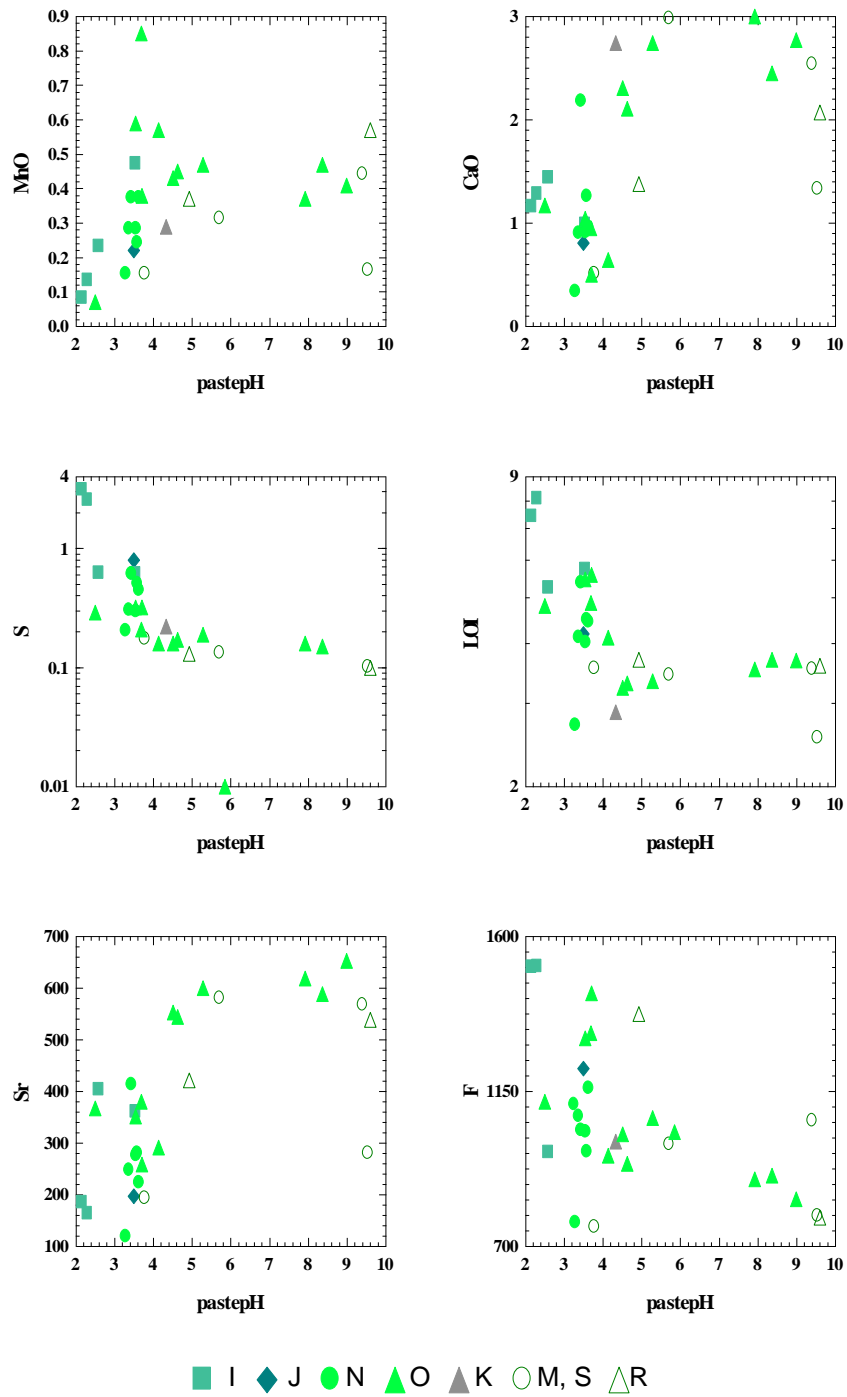 0.9
0.8
0.7
0.6
0.5
0.4
0.3
0.2
0.1
0.0
MnO
2 3 4 5 6 7 8 9 10
pastepH
3
2
1
0
CaO
2 3 4 5 6 7 8 9 10
pastepH
4
1
0.1
0.01
S
2 3 4 5 6 7 8 9 10
pastepH
9
2
LOI
2 3 4 5 6 7 8 9 10
pastepH
700
600
500
400
300
200
100
Sr
2 3 4 5 6 7 8 9 10
pastepH
1600
1150
700
F
2 3 4 5 6 7 8 9 10
pastepH
I J N O K M, S R